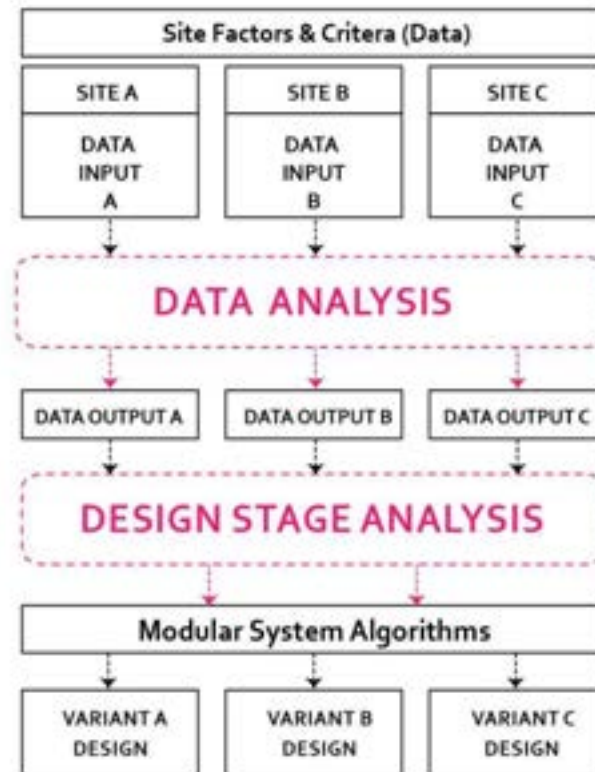 Site Factors & Critera (Data)
SITE A
SITE B
SITE C
DATA
INPUT
A
DATA
INPUT
B
DATA
INPUT
C
DATA ANALYSIS
DATA OUTPUT A
DATA OUTPUT B
DATA OUTPUT C
DESIGN STAGE ANALYSIS
Modular System Algorithms
VARIANT A
DESIGN
VARIANT B
DESIGN
VARIANT C
DESIGN